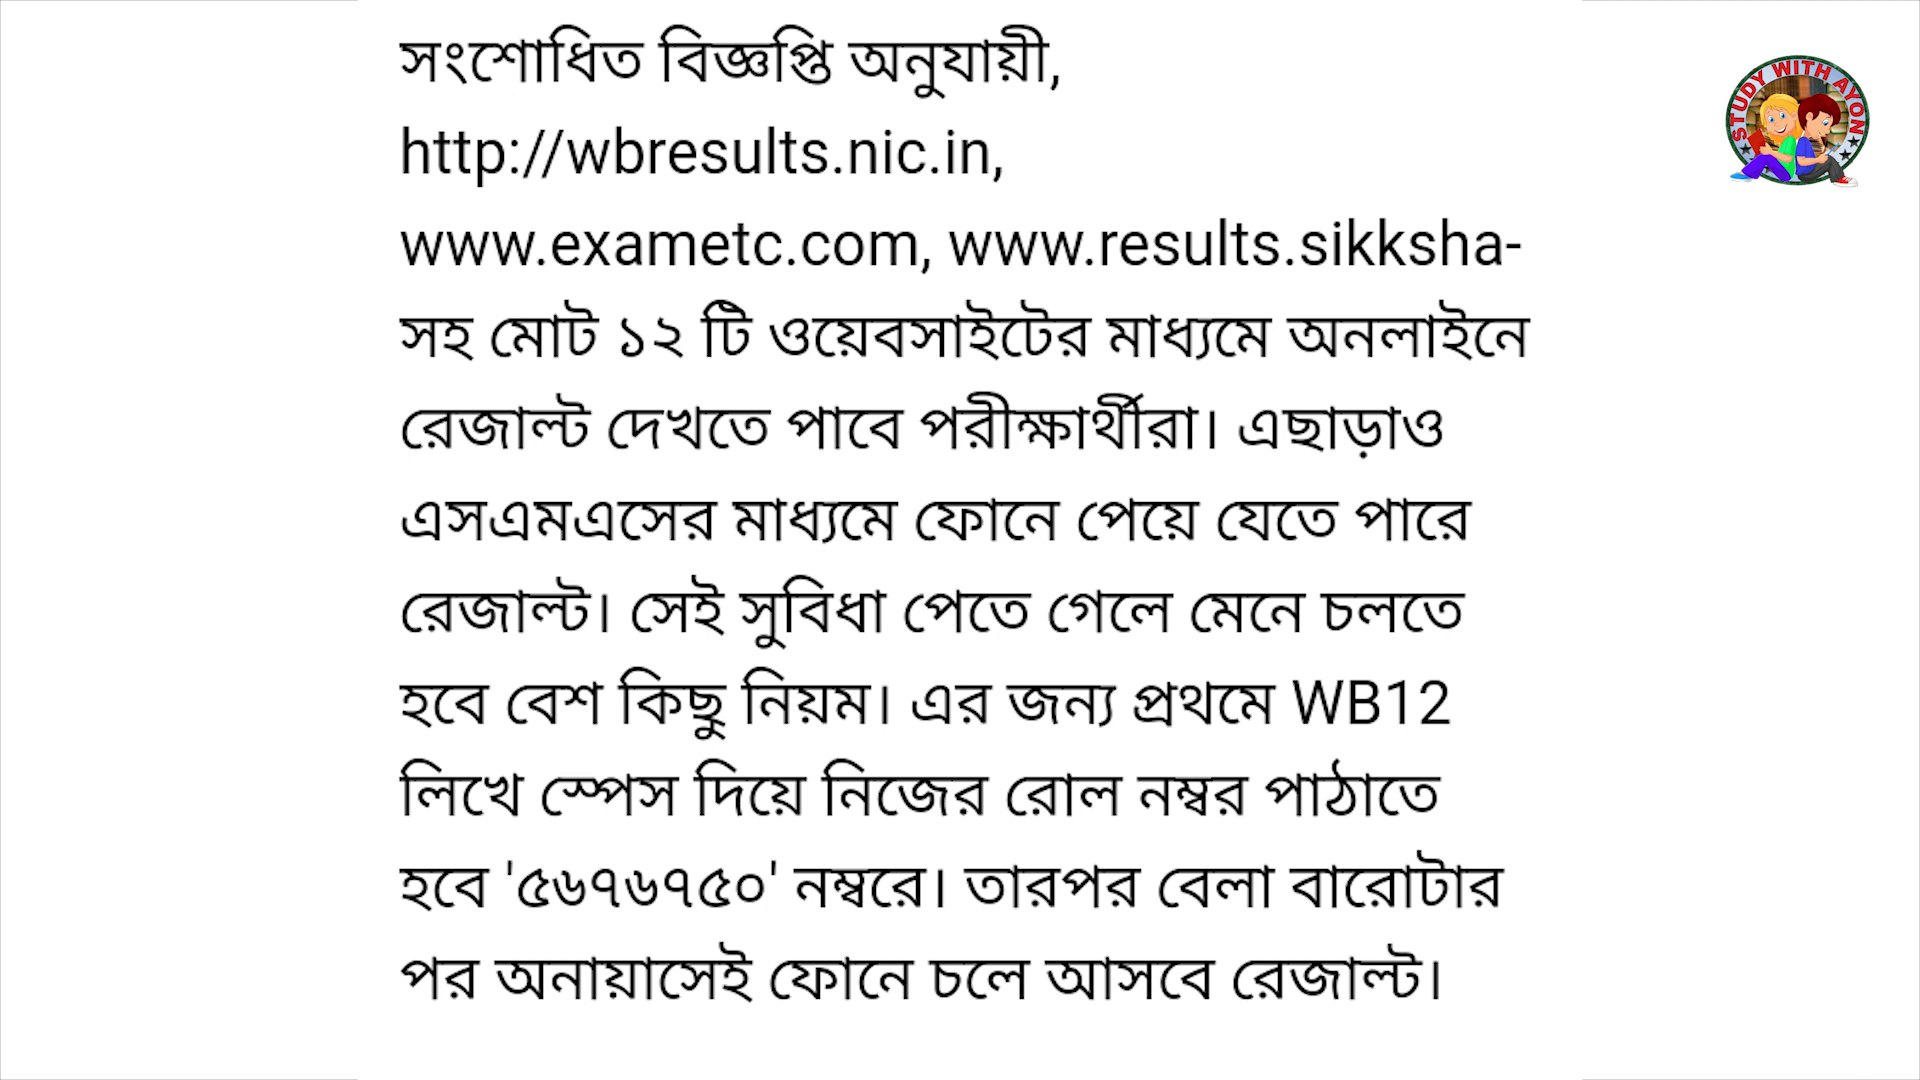 সংশোধিত বিজ্ঞপ্তি অনুযায়ী,
http://wbresults.nic.in,
www.exametc.com, www.results.sikksha-
সহ মোট ১২ টি ওয়েবসাইটের মাধ্যমে অনলাইনে
রেজাল্ট দেখতে পাবে পরীক্ষার্থীরা। এছাড়াও
এসএমএসের মাধ্যমে ফোনে পেয়ে যেতে পারে
রেজাল্ট। সেই সুবিধা পেতে গেলে মেনে চলতে
হবে বেশ কিছু নিয়ম। এর জন্য প্রথমে WB12
লিখে স্পেস দিয়ে নিজের রোল নম্বর পাঠাতে
হবে '৫৬৭৬৭৫০' নম্বরে। তারপর বেলা বারোটার
পর অনায়াসেই ফোনে চলে আসবে রেজাল্ট।
STUDY WITH AYON